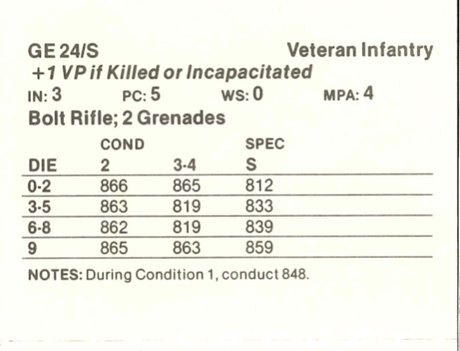 GE 24/S Veteran Infantry
+1 VP if Killed or Incapacitated
IN: 3 PC: 5 WS: 0 MPA: 4
Bolt Rifle; 2 Grenades
COND SPEC
DIE 2 3-4 S
0-2 866 865 812
3-5 863 819 833
6-8 862 819 839
9 865 863 859
NOTES: During Condition 1, conduct 848.